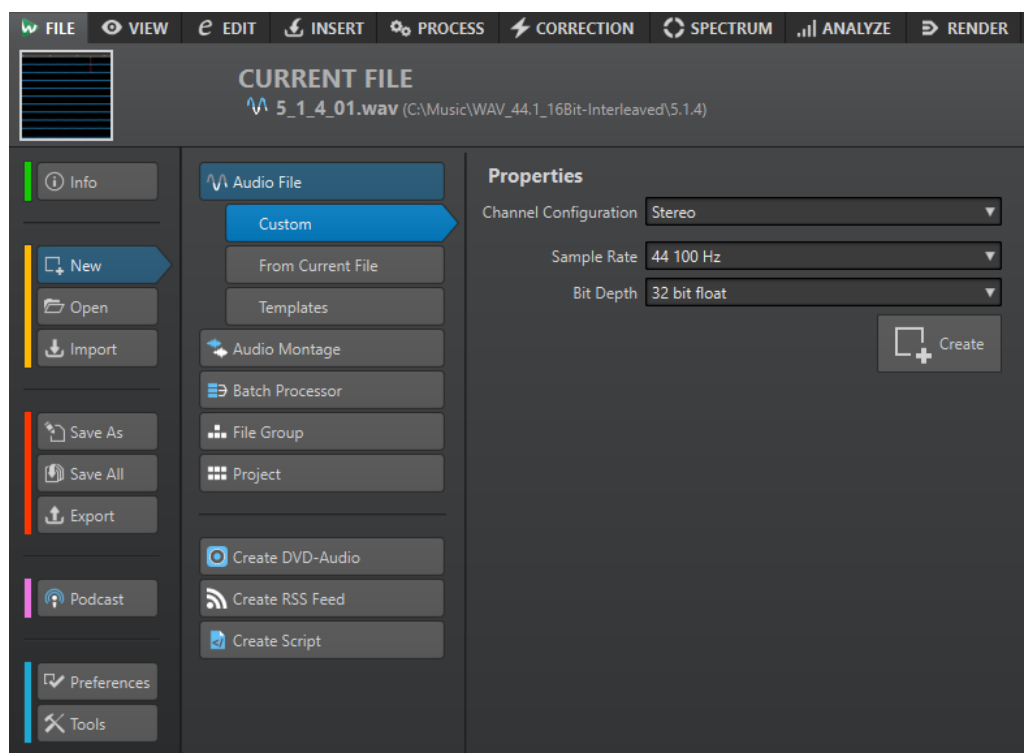 FILE VIEW EDIT INSERT PROCESS CORRECTION SPECTRUM ANALYZE RENDER
CURRENT FILE
5_1_4_01.wav (C:\Music\WAV_44.1_16Bit-Interleaved\5.1.4)
Info
New
Open
Import
Save As
Save All
Export
Podcast
Preferences
Tools
Audio File
Custom
From Current File
Templates
Audio Montage
Batch Processor
File Group
Project
Create DVD-Audio
Create RSS Feed
Create Script
Properties
Channel Configuration Stereo
Sample Rate 44 100 Hz
Bit Depth 32 bit float
Create